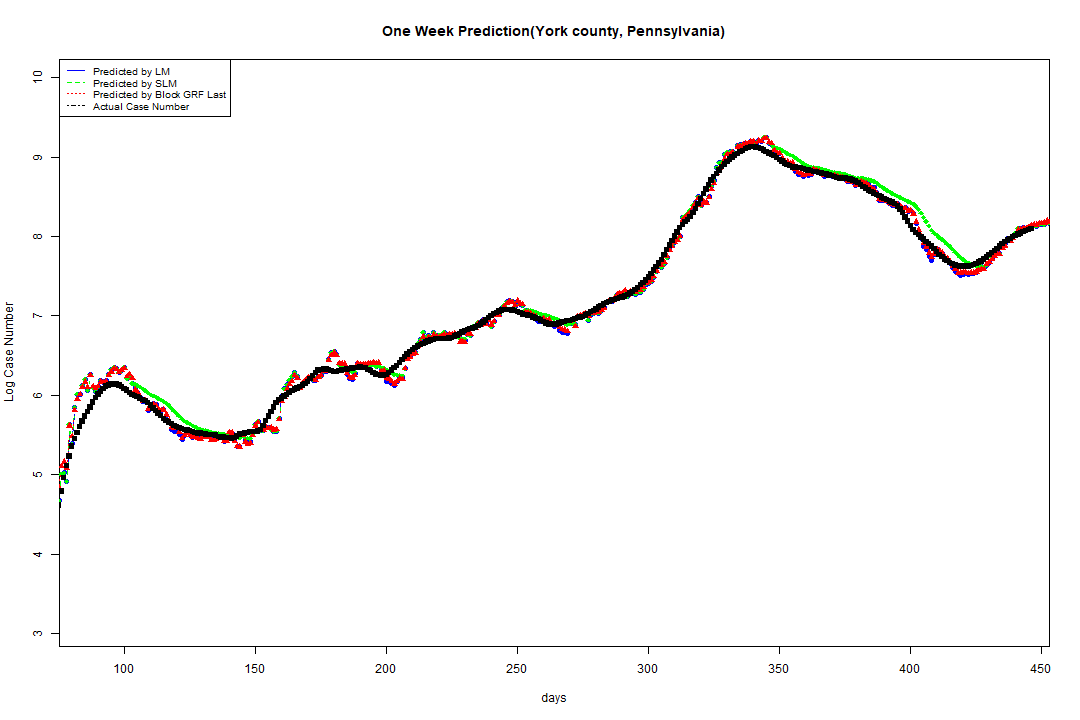 One Week Prediction(York county, Pennsylvania)
Predicted by LM
Predicted by SLM
Predicted by Block GRF Last
Actual Case Number
10
9
8
7
6
5
4
3
Log Case Number
100 150 200 250 300 350 400 450
days